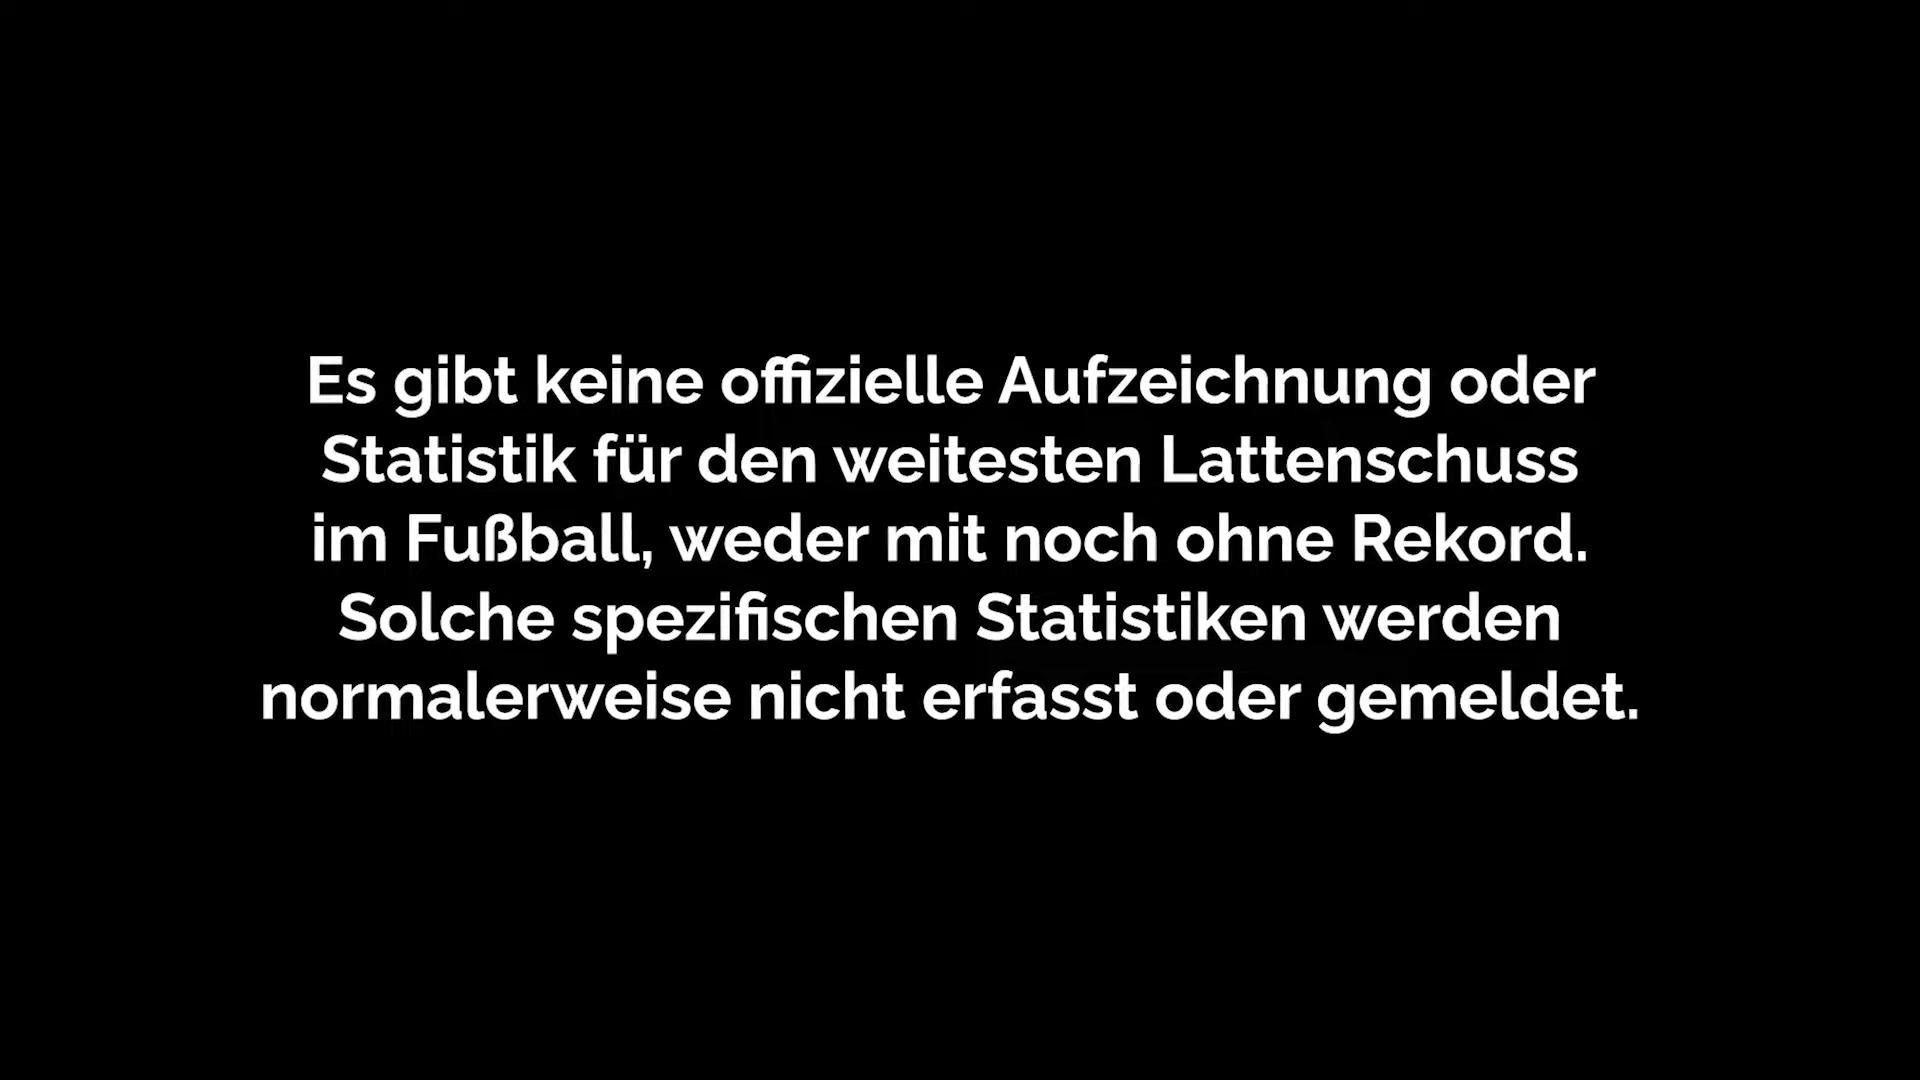 Es gibt keine offizielle Aufzeichnung oder
Statistik für den weitesten Lattenschuss
im Fußball, weder mit noch ohne Rekord.
Solche spezifischen Statistiken werden
normalerweise nicht erfasst oder gemeldet.